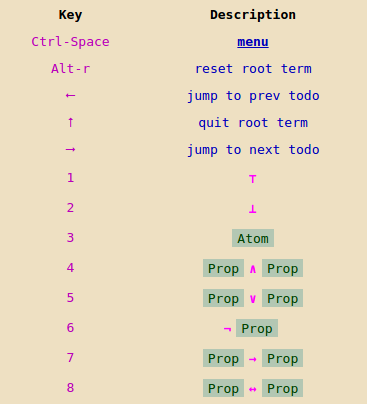 Key Description
Ctrl-Space menu
Alt-r reset root term
← jump to prev todo
↑ quit root term
→ jump to next todo
1 ⊤
2 ⊥
3 Atom
4 Prop ∧ Prop
5 Prop ∨ Prop
6 ¬ Prop
7 Prop → Prop
8 Prop ↔ Prop